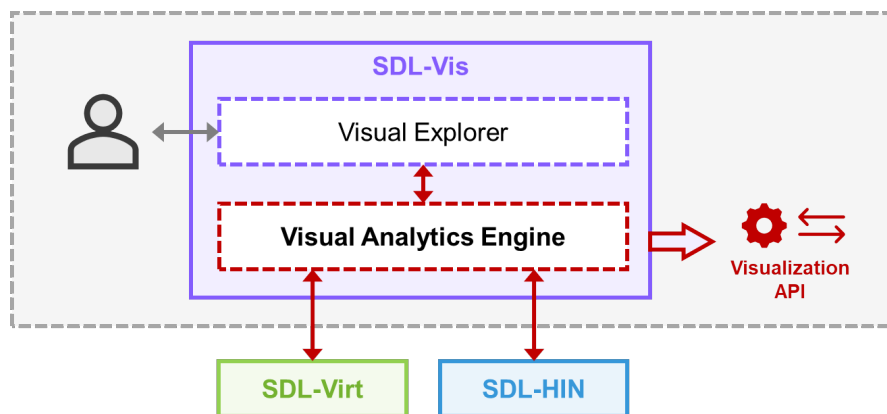 SDL-Vis
Visual Explorer
Visual Analytics Engine
Visualization
API
SDL-Virt
SDL-HIN